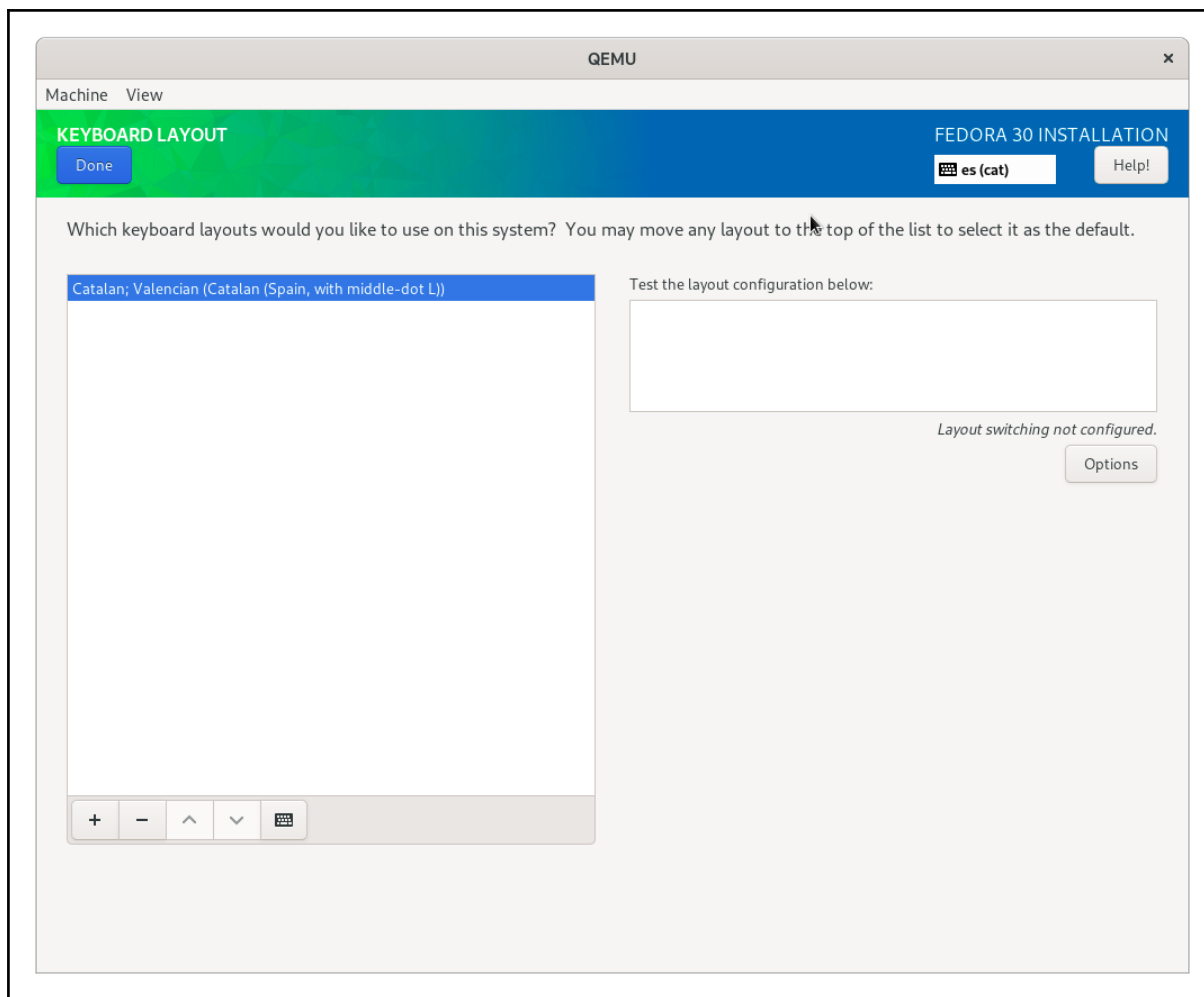 QEMU
×
Machine View
KEYBOARD LAYOUT
FEDORA 30 INSTALLATION
Done
es (cat)
Help!
Which keyboard layouts would you like to use on this system? You may move any layout to the top of the list to select it as the default.
Catalan; Valencian (Catalan (Spain, with middle-dot L))
Test the layout configuration below:
Layout switching not configured.
Options